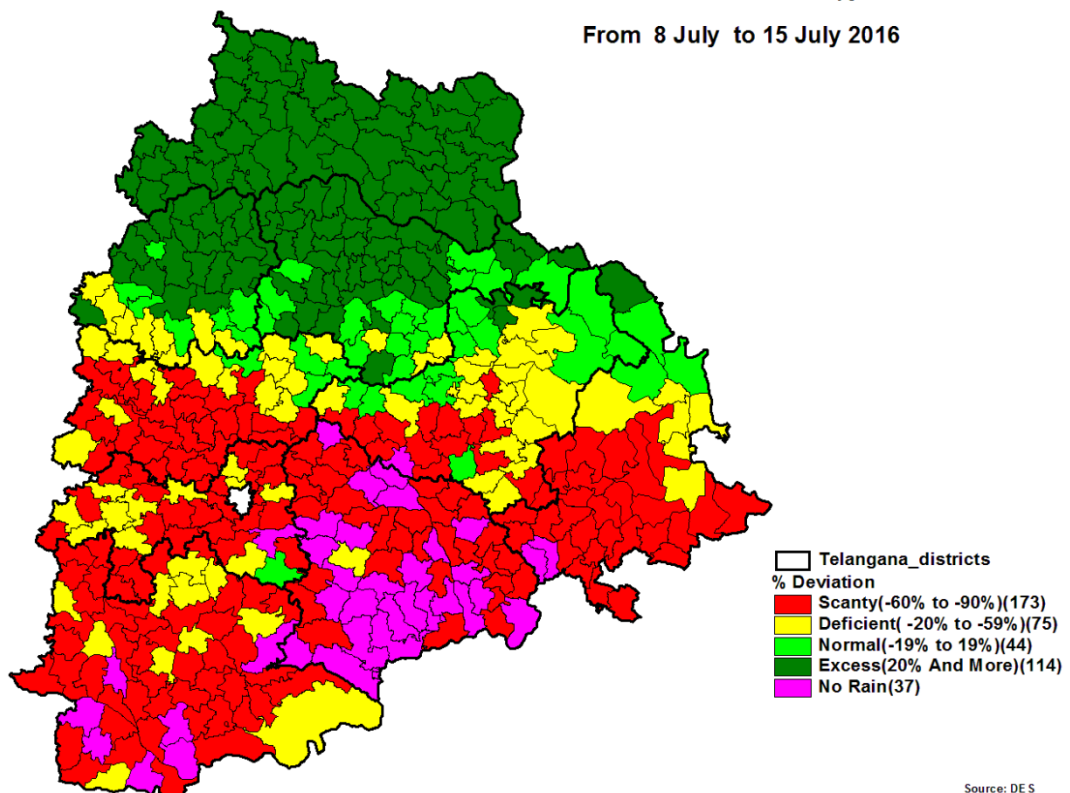 From 8 July to 15 July 2016
Telangana_districts
% Deviation
Scanty(-60% to -90%)(173)
Deficient( -20% to -59%)(75)
Normal(-19% to 19%)(44)
Excess(20% And More)(114)
No Rain(37)
Source: DES